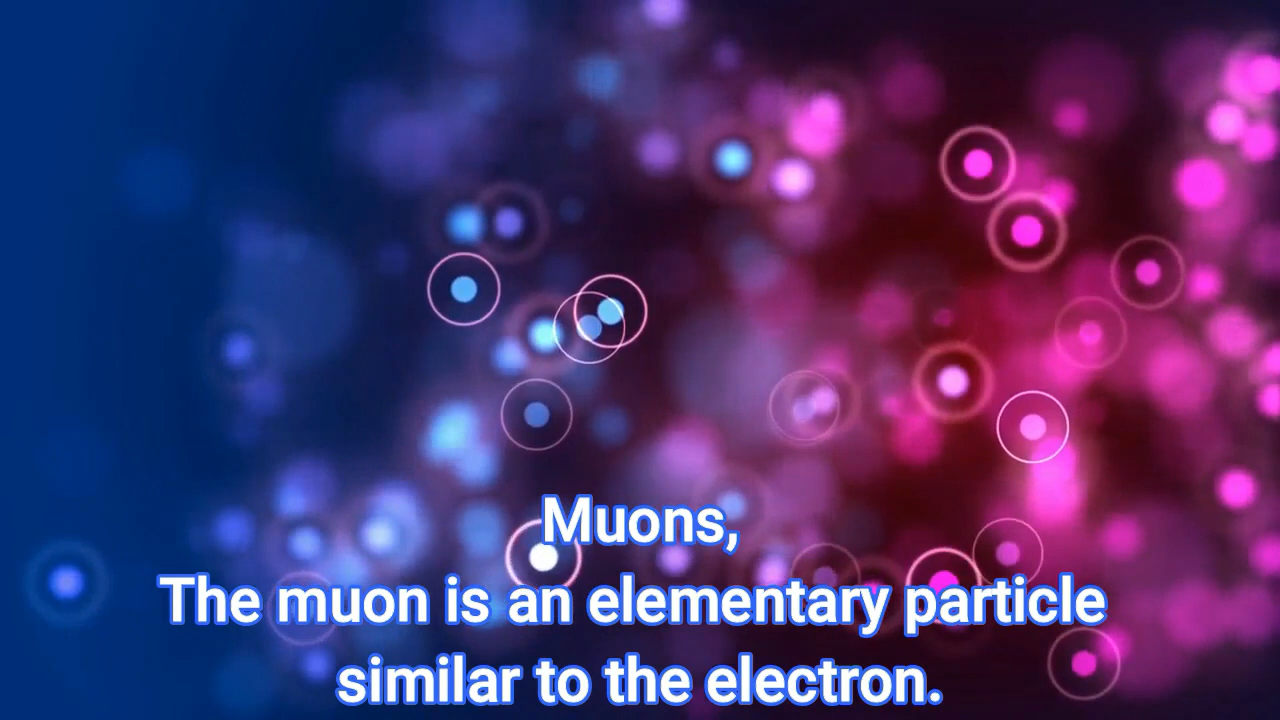 Muons,
The muon is an elementary particle
similar to the electron.